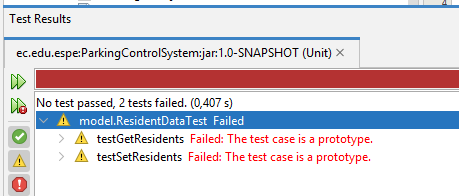 4
Test Results
ec.edu.espe:ParkingControlSystem:jar:1.0-SNAPSHOT (Unit)
No test passed, 2 tests failed. (0,407 s)
model.ResidentDataTest Failed
testGetResidents Failed: The test case is a prototype.
testSetResidents Failed: The test case is a prototype.